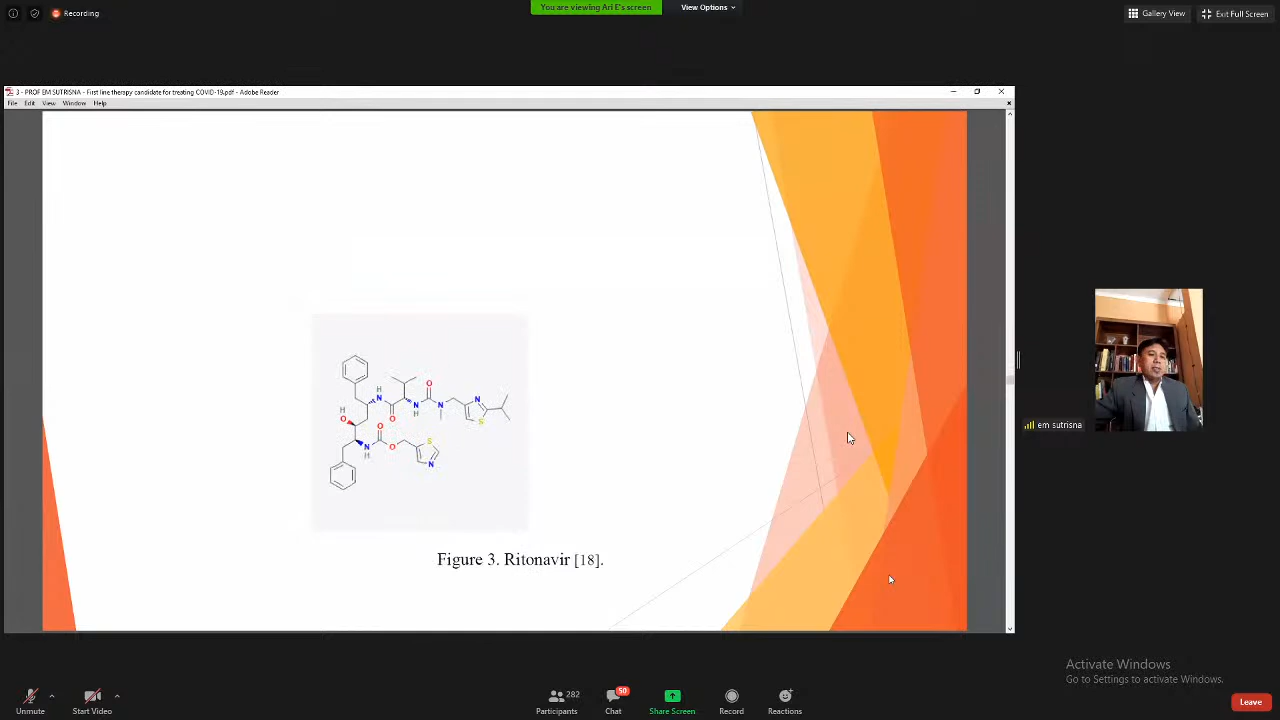 Recording
You are viewing Ari E's screen
View Options
Gallery View
Exit Full Screen
3 - PROF EM SUTRISNA - First line therapy candidate for treating COVID-19.pdf - Adobe Reader
File Edit View Window Help
H
N
O
N
H
O
N
N
S
H
O
O
N
H
O
S
N
Figure 3. Ritonavir [18].
em sutrisna
Activate Windows
Go to Settings to activate Windows.
Unmute
Start Video
282
Participants
50
Chat
Share Screen
Record
Reactions
Leave